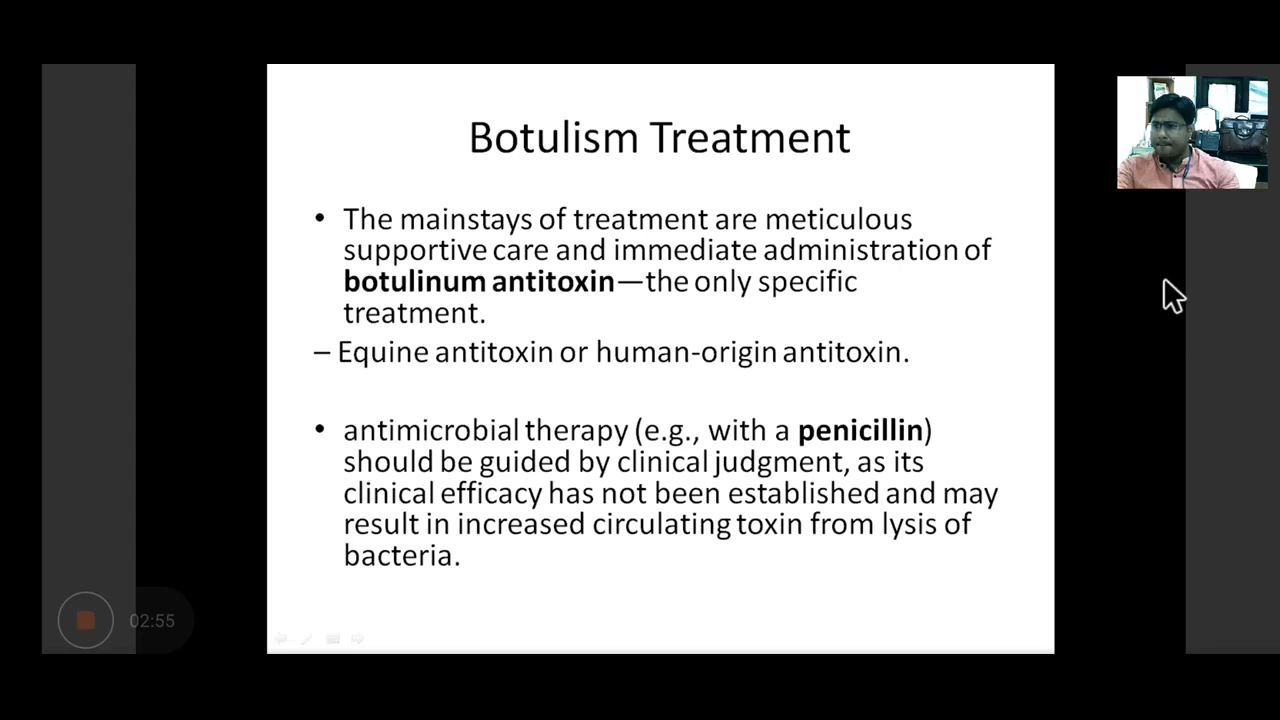 Botulism Treatment
• The mainstays of treatment are meticulous
supportive care and immediate administration of
botulinum antitoxin—the only specific
treatment.
– Equine antitoxin or human-origin antitoxin.
• antimicrobial therapy (e.g., with a penicillin)
should be guided by clinical judgment, as its
clinical efficacy has not been established and may
result in increased circulating toxin from lysis of
bacteria.
02:55